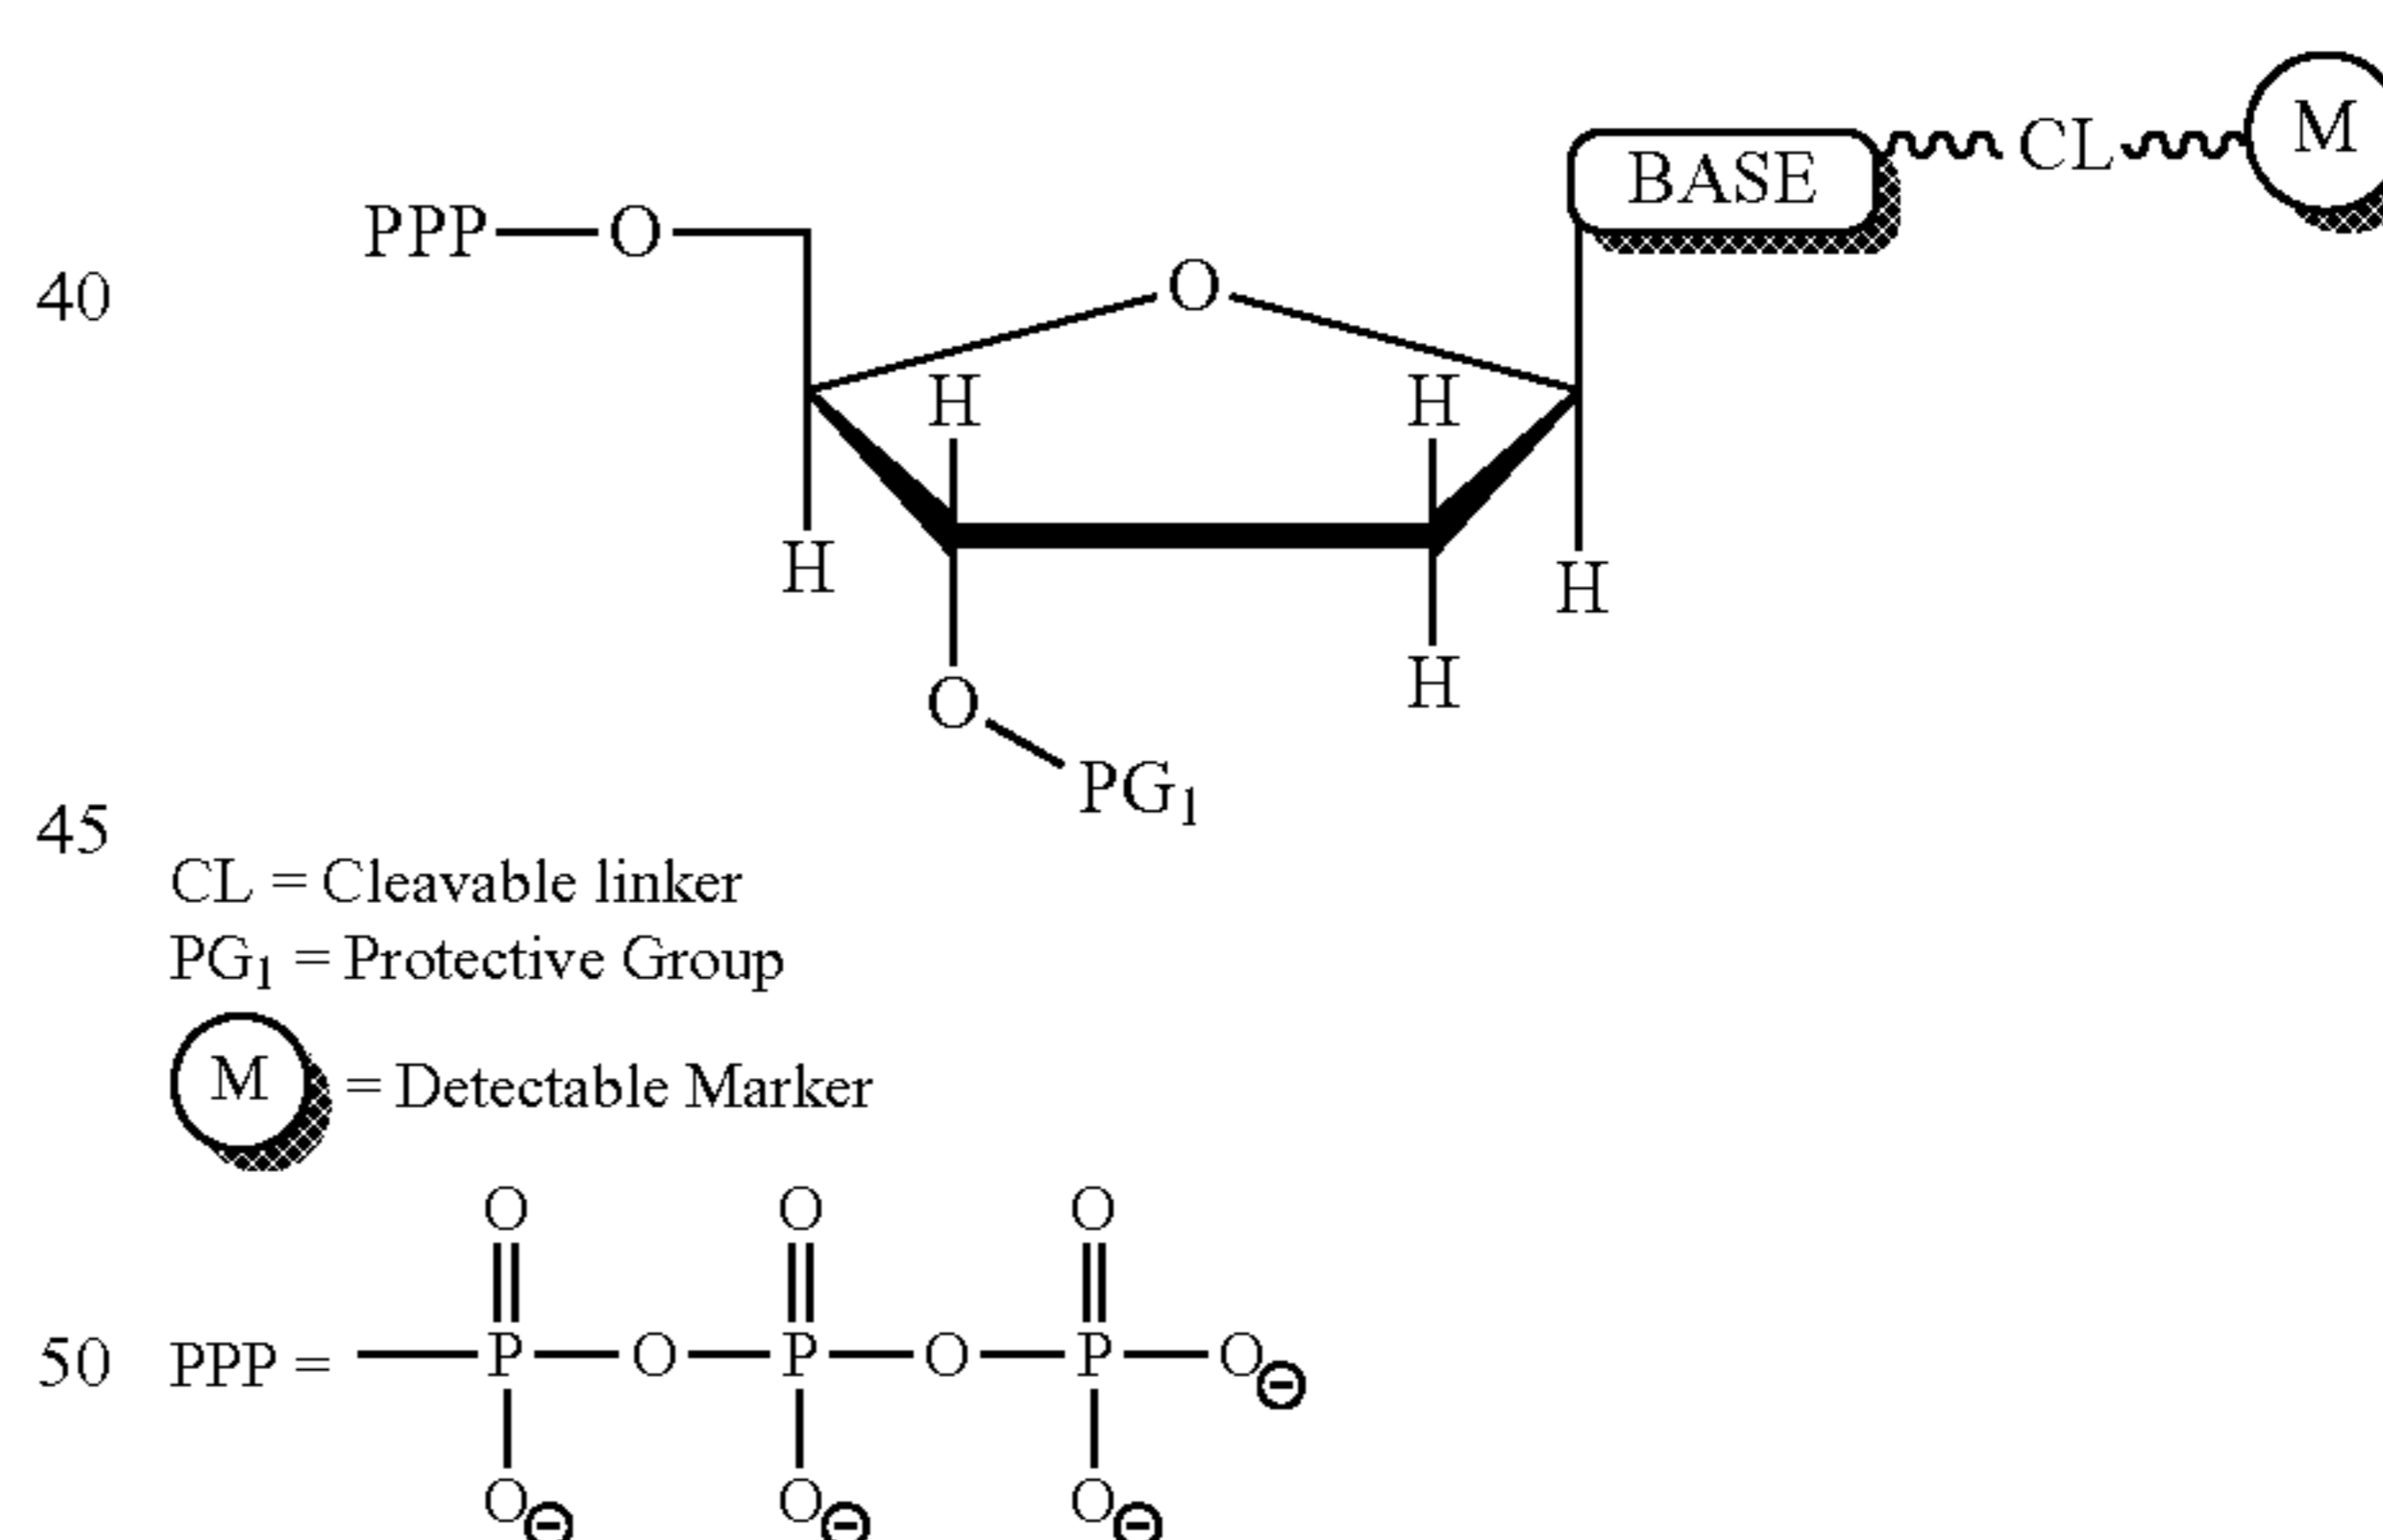 BASE CL M
PPP O
40 O
H H
H H
O H
PG1
45
CL = Cleavable linker
PG1 = Protective Group
M = Detectable Marker
O O O
50 PPP = P O P O P O⊖
O⊖ O⊖ O⊖